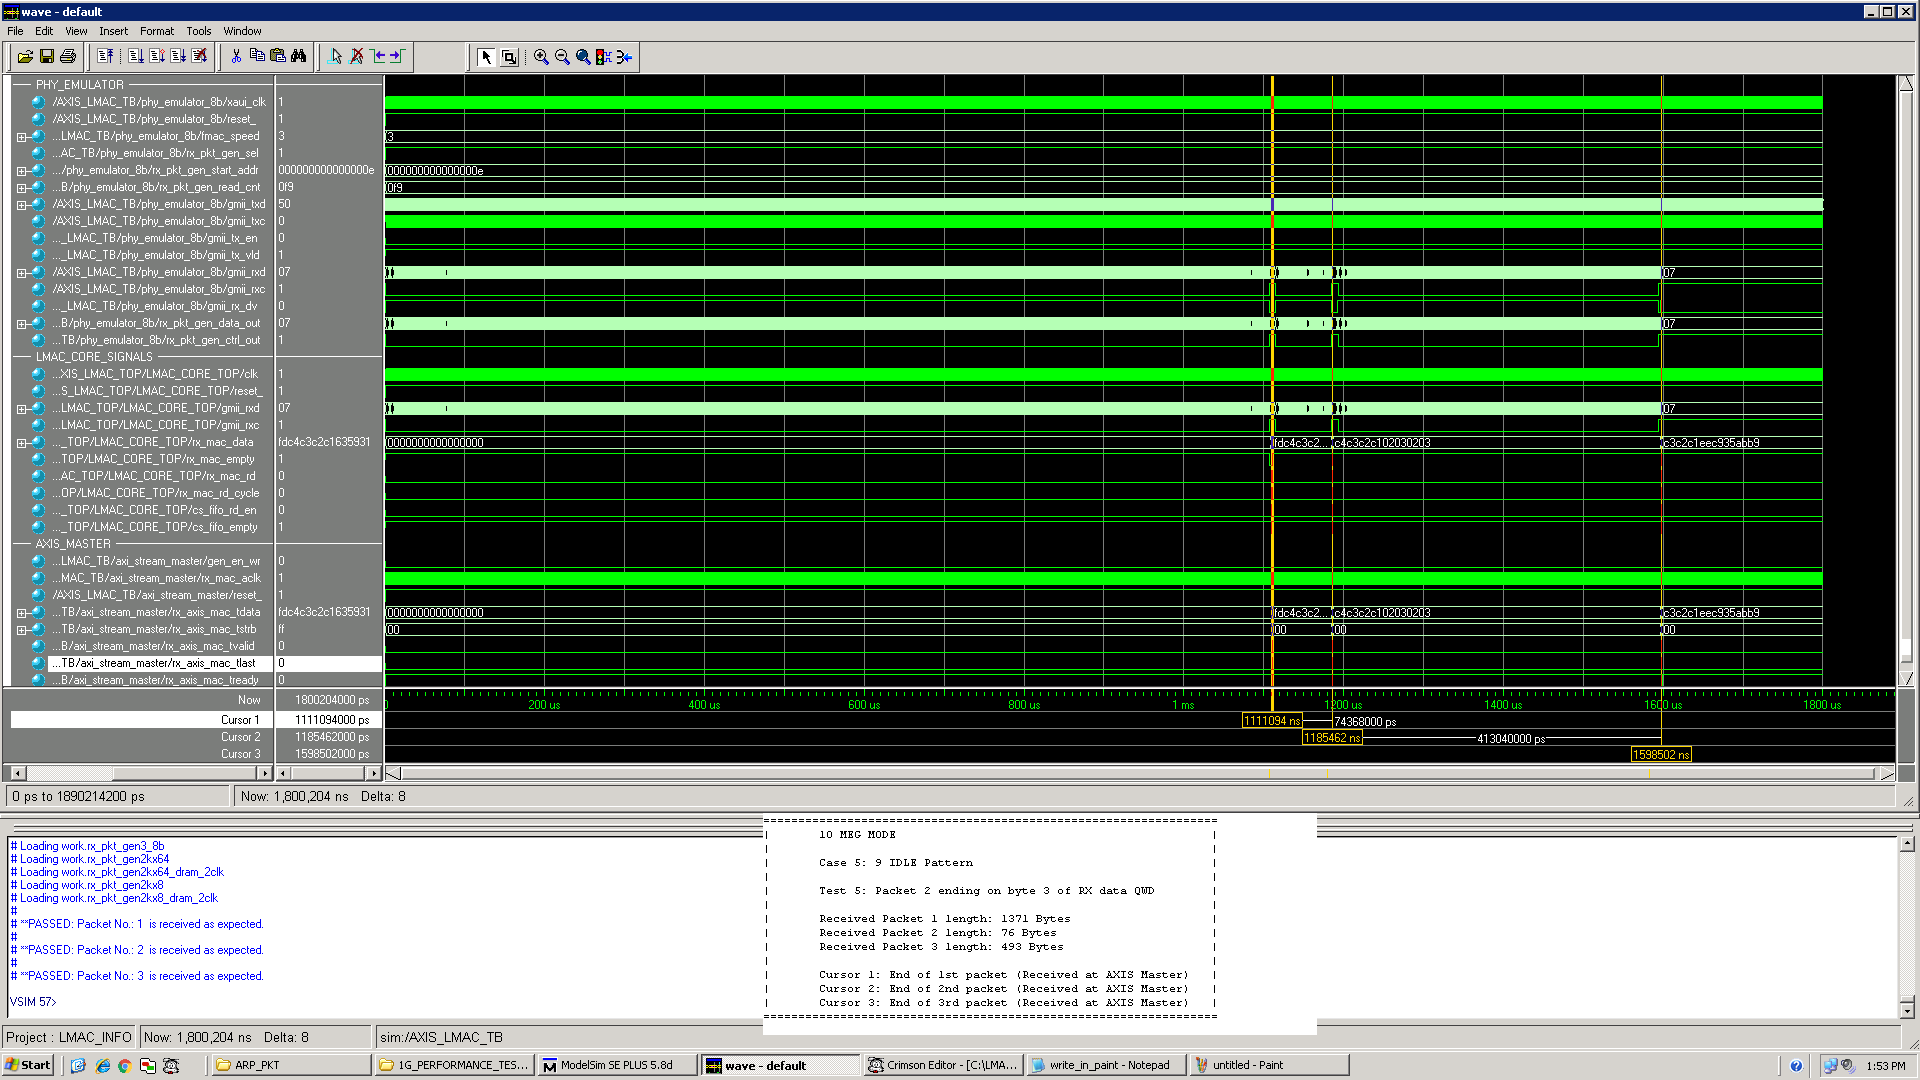 wave - default
File Edit View Insert Format Tools Window
PHY_EMULATOR
/AXIS_LMAC_TB/phy_emulator_8b/xaui_clk 1
/AXIS_LMAC_TB/phy_emulator_8b/reset_ 1
...LMAC_TB/phy_emulator_8b/fmac_speed 3 3
...AC_TB/phy_emulator_8b/rx_pkt_gen_sel 1
.../phy_emulator_8b/rx_pkt_gen_start_addr 000000000000000e 000000000000000e
...B/phy_emulator_8b/rx_pkt_gen_read_cnt 0f9 0f9
/AXIS_LMAC_TB/phy_emulator_8b/gmii_txd 50
/AXIS_LMAC_TB/phy_emulator_8b/gmii_txc 0
..._LMAC_TB/phy_emulator_8b/gmii_tx_en 0
..._LMAC_TB/phy_emulator_8b/gmii_tx_vld 1
/AXIS_LMAC_TB/phy_emulator_8b/gmii_rxd 07 07
/AXIS_LMAC_TB/phy_emulator_8b/gmii_rxc 1
..._LMAC_TB/phy_emulator_8b/gmii_rx_dv 0
...B/phy_emulator_8b/rx_pkt_gen_data_out 07 07
...TB/phy_emulator_8b/rx_pkt_gen_ctrl_out 1
LMAC_CORE_SIGNALS
...XIS_LMAC_TOP/LMAC_CORE_TOP/clk 1
...S_LMAC_TOP/LMAC_CORE_TOP/reset_ 1
...LMAC_TOP/LMAC_CORE_TOP/gmii_rxd 07 07
...LMAC_TOP/LMAC_CORE_TOP/gmii_rxc 1
..._TOP/LMAC_CORE_TOP/rx_mac_data fdc4c3c2c1635931 0000000000000000 fdc4c3c2... c4c3c2c102030203 c3c2c1eec935abb9
...TOP/LMAC_CORE_TOP/rx_mac_empty 1
...AC_TOP/LMAC_CORE_TOP/rx_mac_rd 0
...OP/LMAC_CORE_TOP/rx_mac_rd_cycle 0
..._TOP/LMAC_CORE_TOP/cs_fifo_rd_en 0
..._TOP/LMAC_CORE_TOP/cs_fifo_empty 1
AXIS_MASTER
...LMAC_TB/axi_stream_master/gen_en_wr 0
...MAC_TB/axi_stream_master/rx_mac_aclk 1
/AXIS_LMAC_TB/axi_stream_master/reset_ 1
...TB/axi_stream_master/rx_axis_mac_tdata fdc4c3c2c1635931 0000000000000000 fdc4c3c2... c4c3c2c102030203 c3c2c1eec935abb9
...TB/axi_stream_master/rx_axis_mac_tstrb ff 00 00 00 00
...B/axi_stream_master/rx_axis_mac_tvalid 0
...TB/axi_stream_master/rx_axis_mac_tlast 0
...B/axi_stream_master/rx_axis_mac_tready 0
Now 1800204000 ps 200 us 400 us 600 us 800 us 1 ms 1200 us 1400 us 1600 us 1800 us
Cursor 1 1111094000 ps 1111094 ns 74368000 ps
Cursor 2 1185462000 ps 1185462 ns 413040000 ps
Cursor 3 1598502000 ps 1598502 ns
0 ps to 1890214200 ps Now: 1,800,204 ns Delta: 8
# Loading work.rx_pkt_gen3_8b
# Loading work.rx_pkt_gen2kx64
# Loading work.rx_pkt_gen2kx64_dram_2clk
# Loading work.rx_pkt_gen2kx8
# Loading work.rx_pkt_gen2kx8_dram_2clk
#
# **PASSED: Packet No.: 1 is received as expected.
#
# **PASSED: Packet No.: 2 is received as expected.
#
# **PASSED: Packet No.: 3 is received as expected.
VSIM 57>
10 MEG MODE
Case 5: 9 IDLE Pattern
Test 5: Packet 2 ending on byte 3 of RX data QWD
Received Packet 1 length: 1371 Bytes
Received Packet 2 length: 76 Bytes
Received Packet 3 length: 493 Bytes
Cursor 1: End of 1st packet (Received at AXIS Master)
Cursor 2: End of 2nd packet (Received at AXIS Master)
Cursor 3: End of 3rd packet (Received at AXIS Master)
Project : LMAC_INFO Now: 1,800,204 ns Delta: 8 sim:/AXIS_LMAC_TB
Start ARP_PKT 1G_PERFORMANCE_TES... ModelSim SE PLUS 5.8d wave - default Crimson Editor - [C:\LMA... write_in_paint - Notepad untitled - Paint 1:53 PM